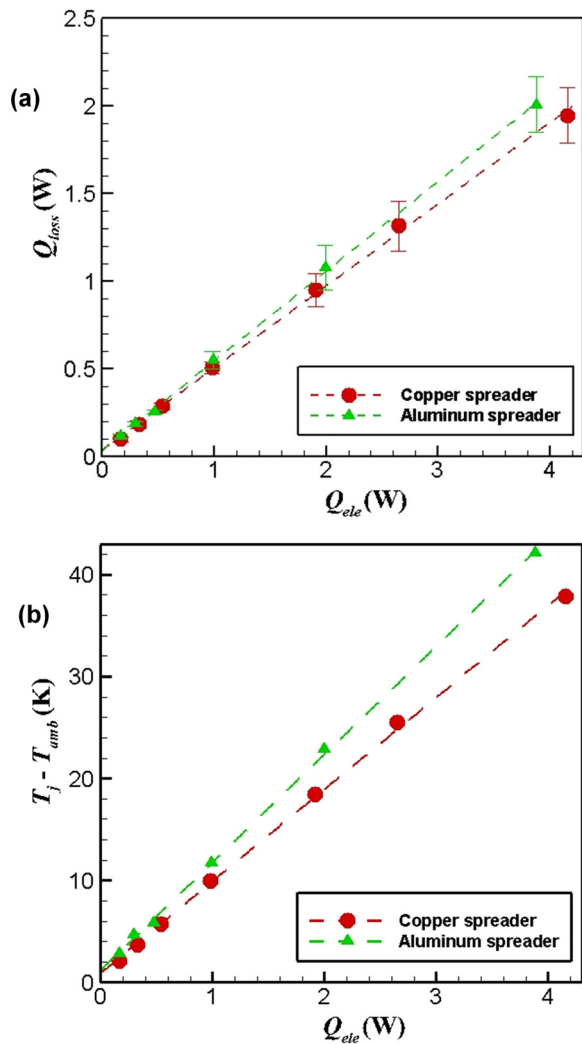 (a)
2.5
2
1.5
1
0.5
0
Q_loss (W)
Copper spreader
Aluminum spreader
0 1 2 3 4
Q_ele (W)
(b)
40
30
20
10
0
T_j - T_amb (K)
Copper spreader
Aluminum spreader
0 1 2 3 4
Q_ele (W)